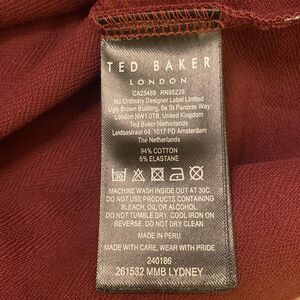 TED BAKER
LONDON
CA25469 RN95229
No Ordinary Designer Label Limited
Ugly Brown Building, 6a St Pancras Way
London NW1 0TB, United Kingdom
Ted Baker
The Netherlands
Leidsestraat 64, 1017 PD Amsterdam
The Netherlands
94% COTTON
6% ELASTANE
30
MACHINE WASH INSIDE OUT AT 30C.
DO NOT USE PRODUCTS CONTAINING
BLEACH, OIL OR ALCOHOL.
DO NOT TUMBLE DRY. COOL IRON ON
REVERSE. DO NOT DRY CLEAN.
MADE IN PERU
MADE WITH CARE, WEAR WITH PRIDE
240186
261532 MMB LYDNEY